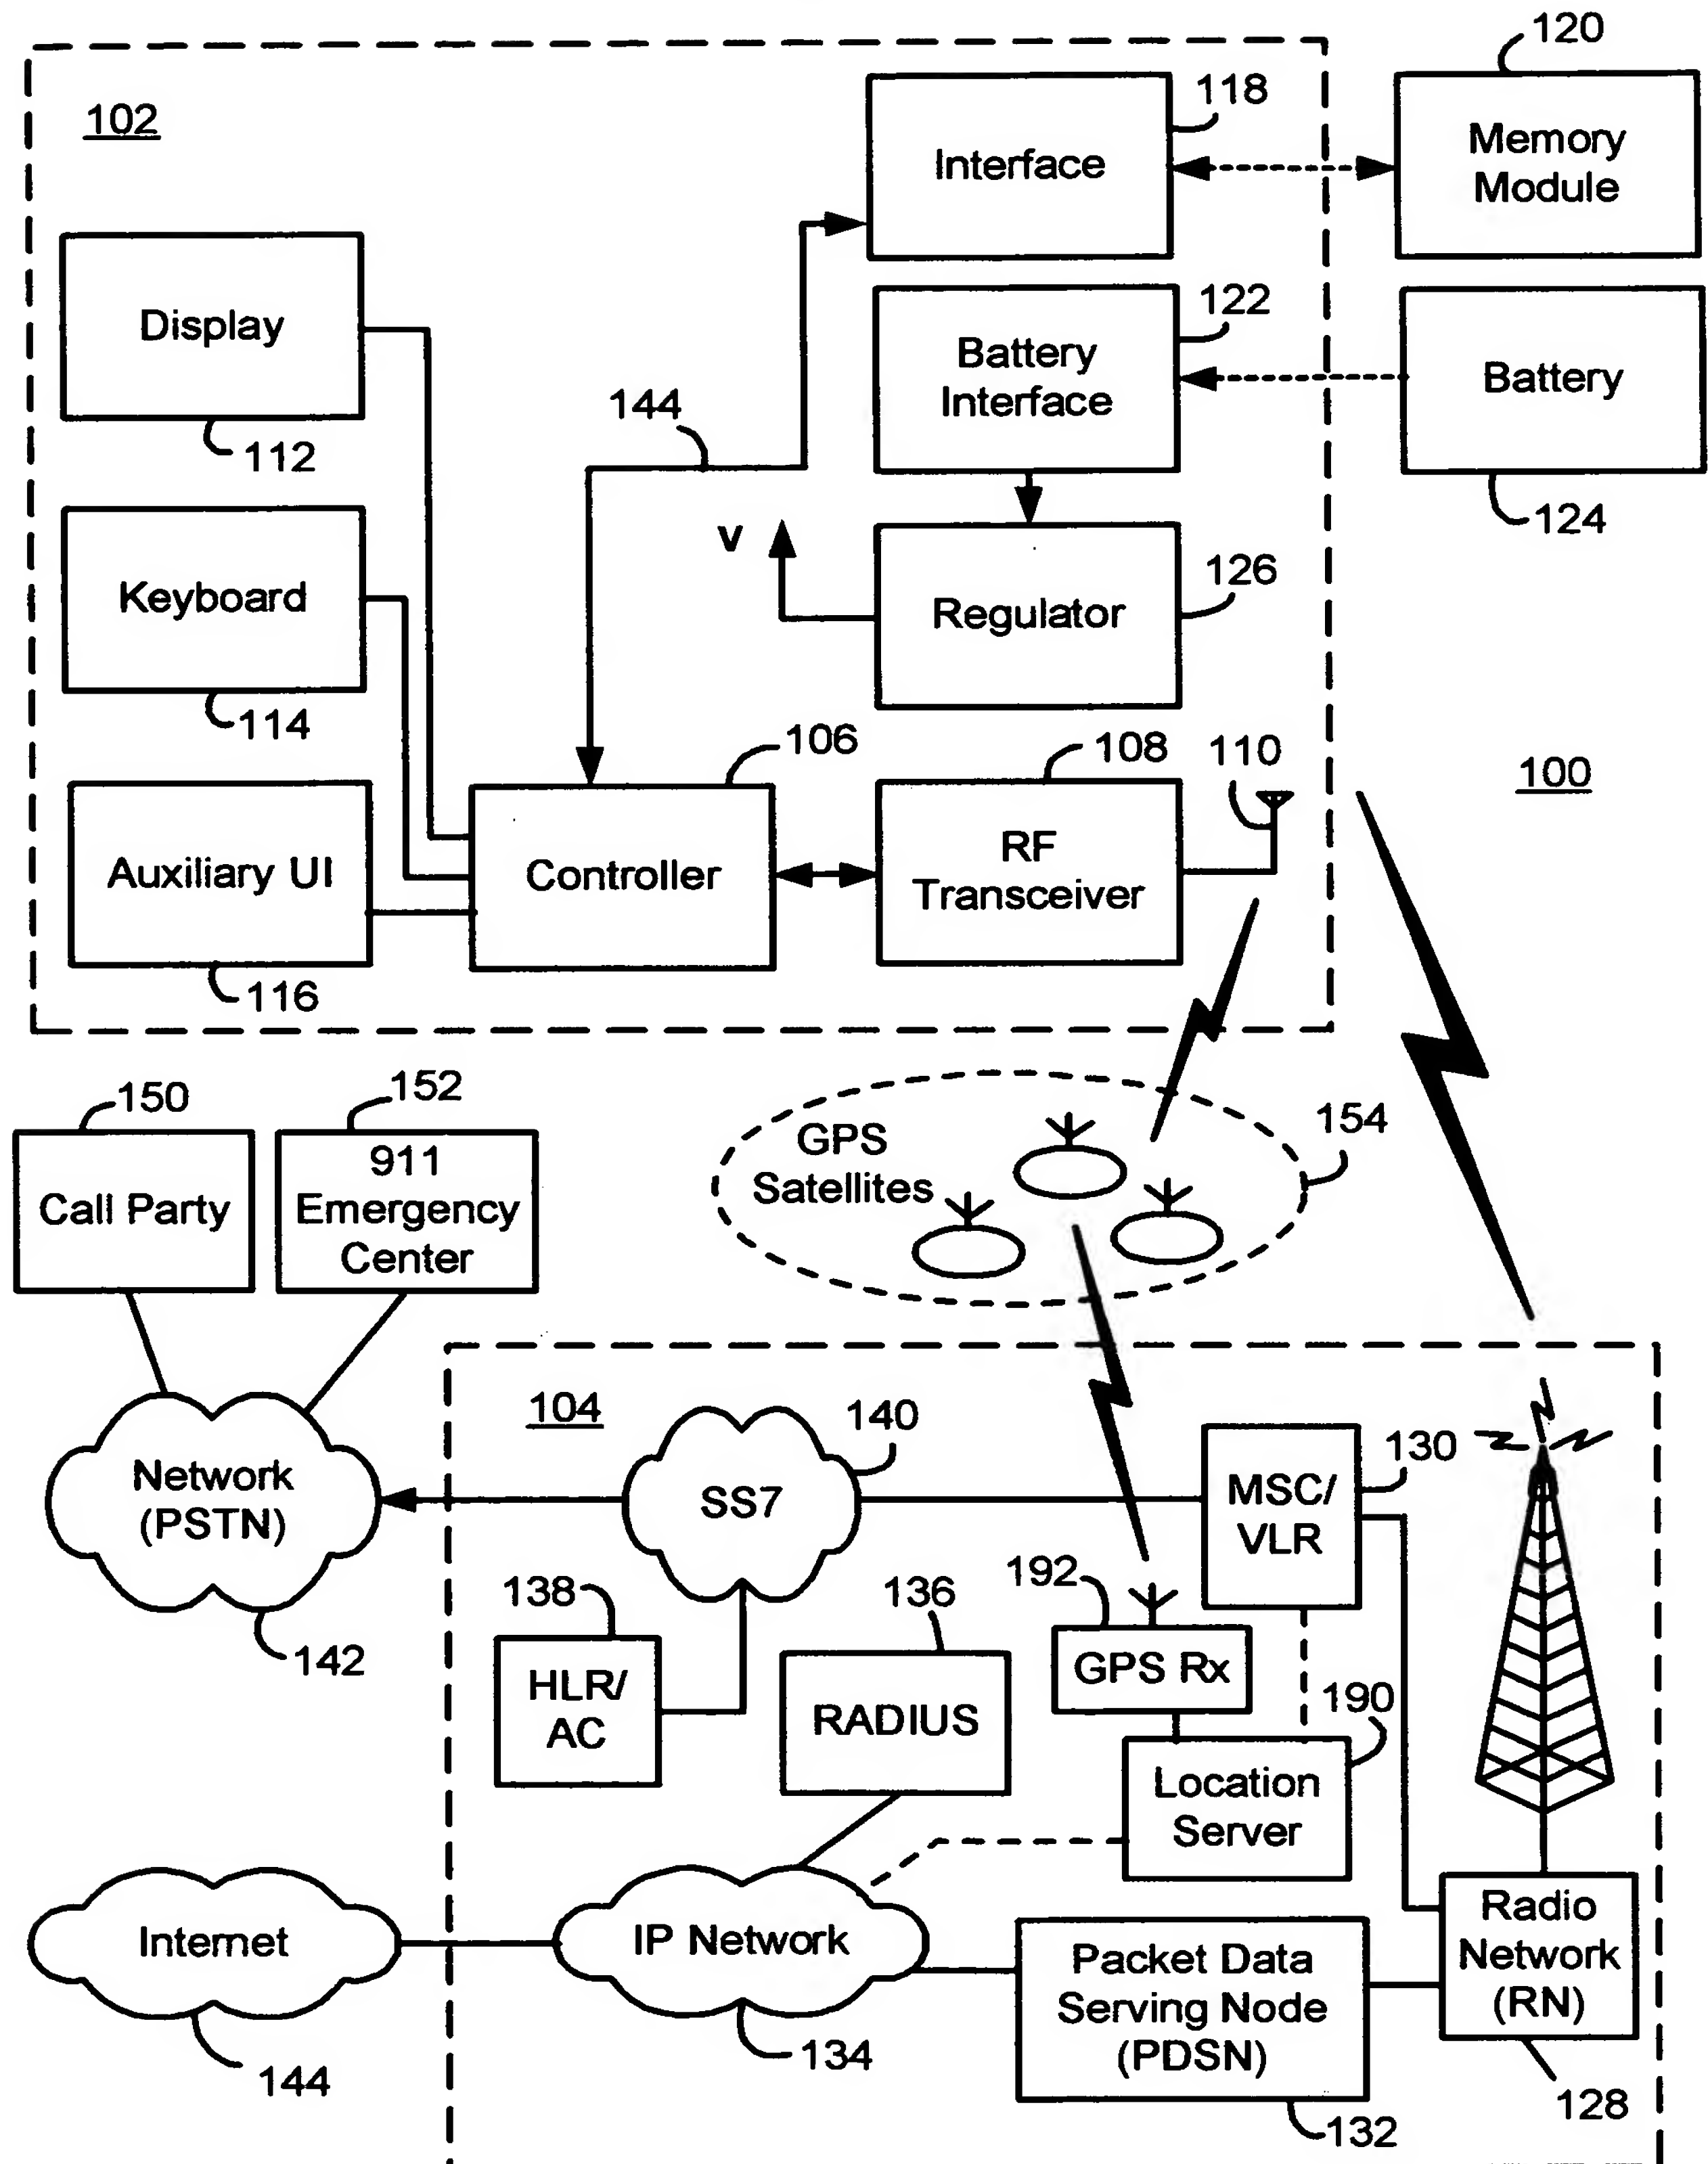 120
118
102
Interface
Memory
Module
122
Display
Battery
Interface
Battery
144
112
124
V
126
Keyboard
Regulator
114
106
108
110
100
Auxiliary UI
Controller
RF
Transceiver
116
150
152
154
Call Party
911
Emergency
Center
GPS
Satellites
104
140
130
Network
(PSTN)
SS7
MSC/
VLR
138
136
192
142
HLR/
AC
RADIUS
GPS Rx
190
Location
Server
Internet
IP Network
Packet Data
Serving Node
(PDSN)
Radio
Network
(RN)
144
134
132
128